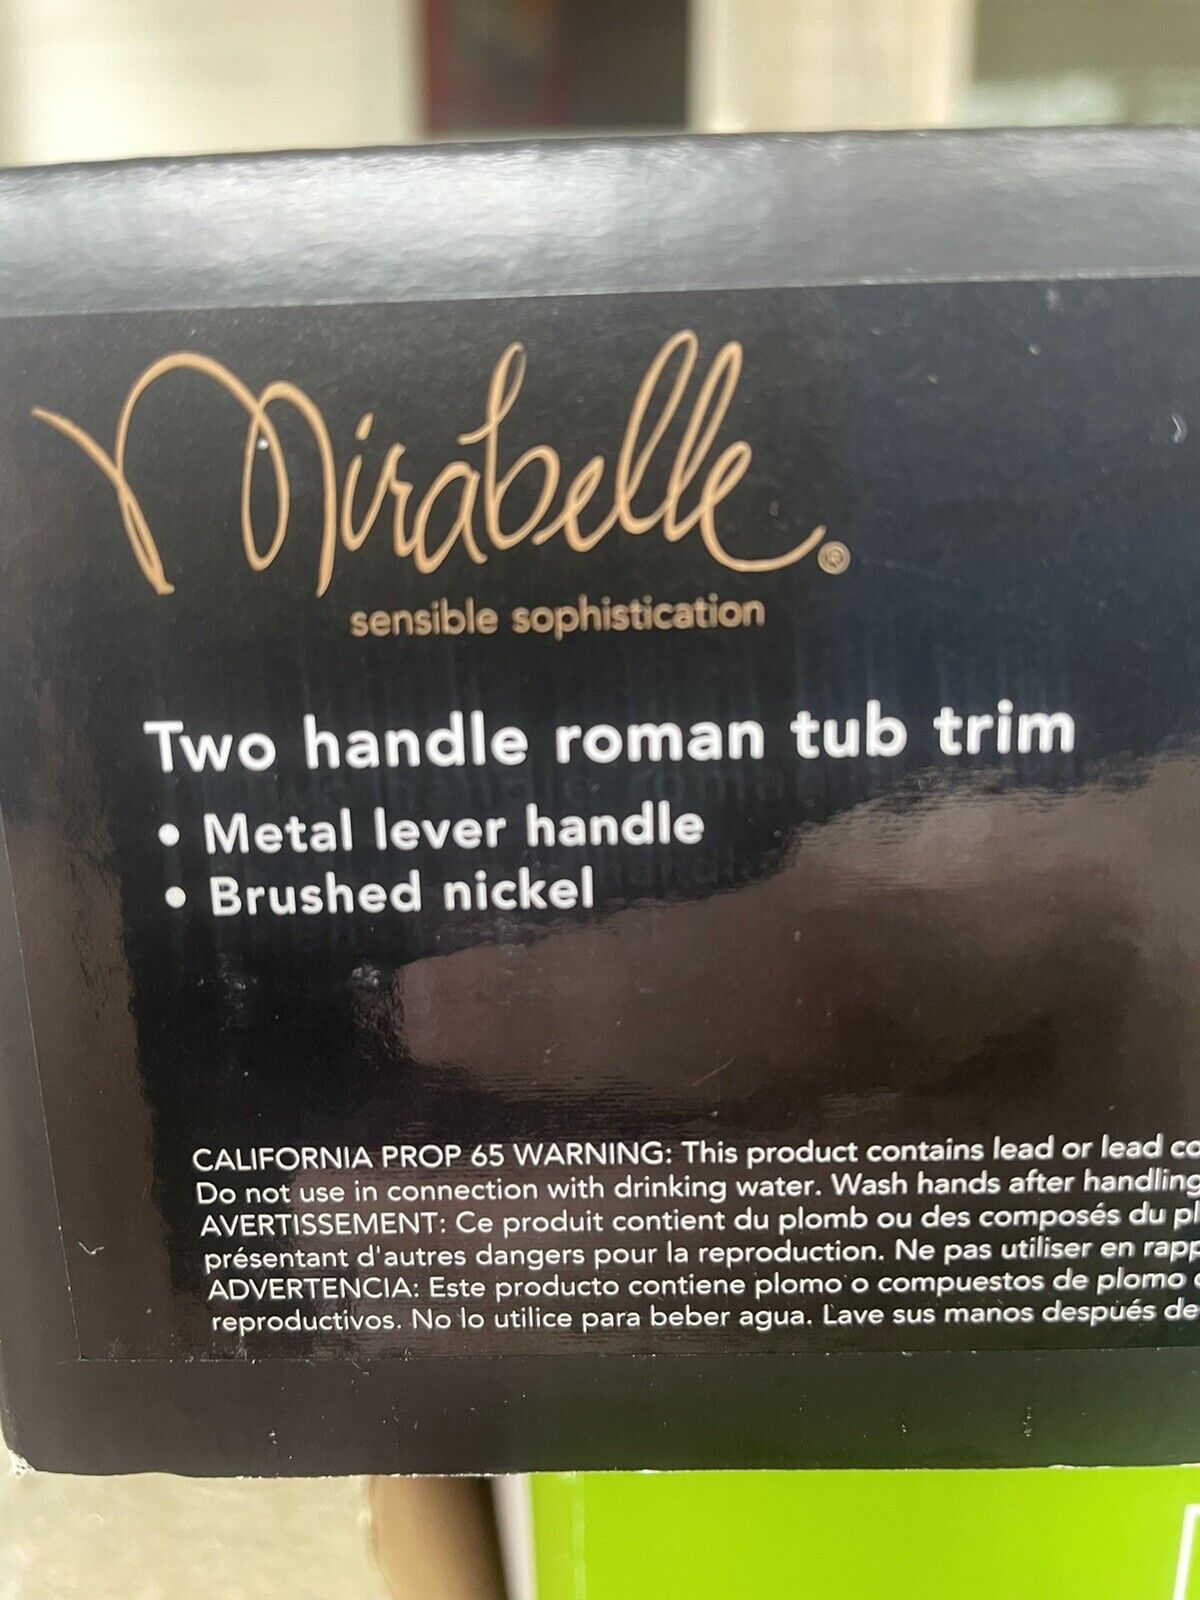 Mirabelle®
sensible sophistication
Two handle roman tub trim
• Metal lever handle
• Brushed nickel
CALIFORNIA PROP 65 WARNING: This product contains lead or lead co
Do not use in connection with drinking water. Wash hands after handling
AVERTISSEMENT: Ce produit contient du plomb ou des composés du pl
présentant d'autres dangers pour la reproduction. Ne pas utiliser en rapp
ADVERTENCIA: Este producto contiene plomo o compuestos de plomo
reproductivos. No lo utilice para beber agua. Lave sus manos después de